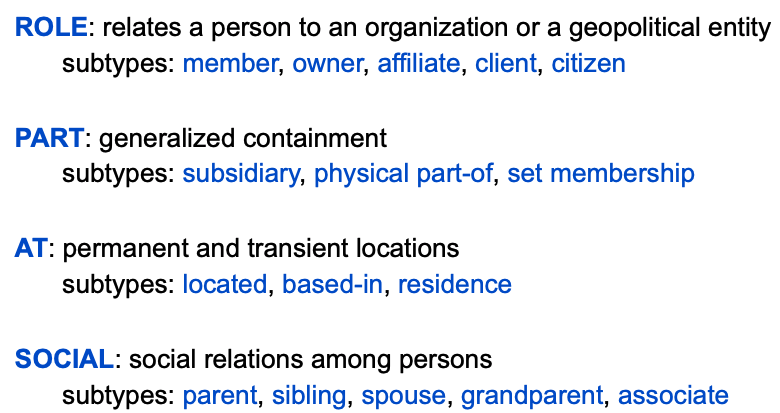 ROLE: relates a person to an organization or a geopolitical entity
subtypes: member, owner, affiliate, client, citizen
PART: generalized containment
subtypes: subsidiary, physical part-of, set membership
AT: permanent and transient locations
subtypes: located, based-in, residence
SOCIAL: social relations among persons
subtypes: parent, sibling, spouse, grandparent, associate